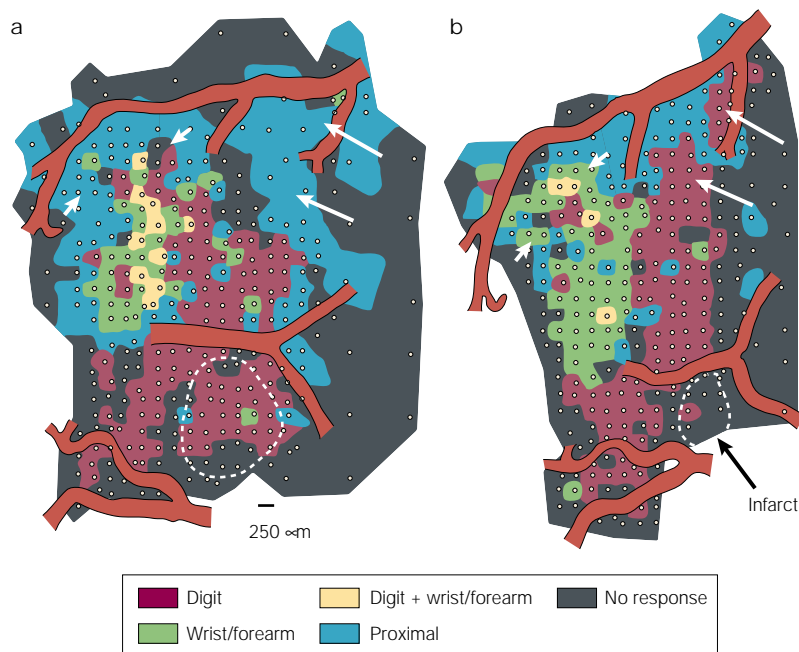 a
b
250 ∝m
Infarct
Digit
Digit + wrist/forearm
No response
Wrist/forearm
Proximal